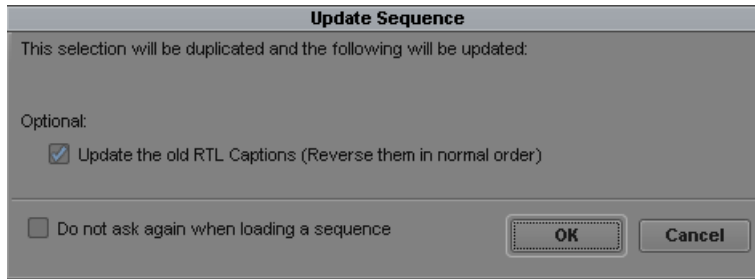 Update Sequence
This selection will be duplicated and the following will be updated:
Optional:
Update the old RTL Captions (Reverse them in normal order)
Do not ask again when loading a sequence
OK
Cancel